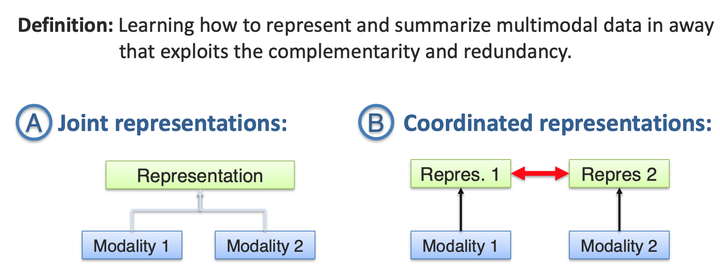 Definition: Learning how to represent and summarize multimodal data in away
that exploits the complementarity and redundancy.
A Joint representations:
B Coordinated representations:
Representation
Repres. 1
Repres 2
Modality 1
Modality 2
Modality 1
Modality 2